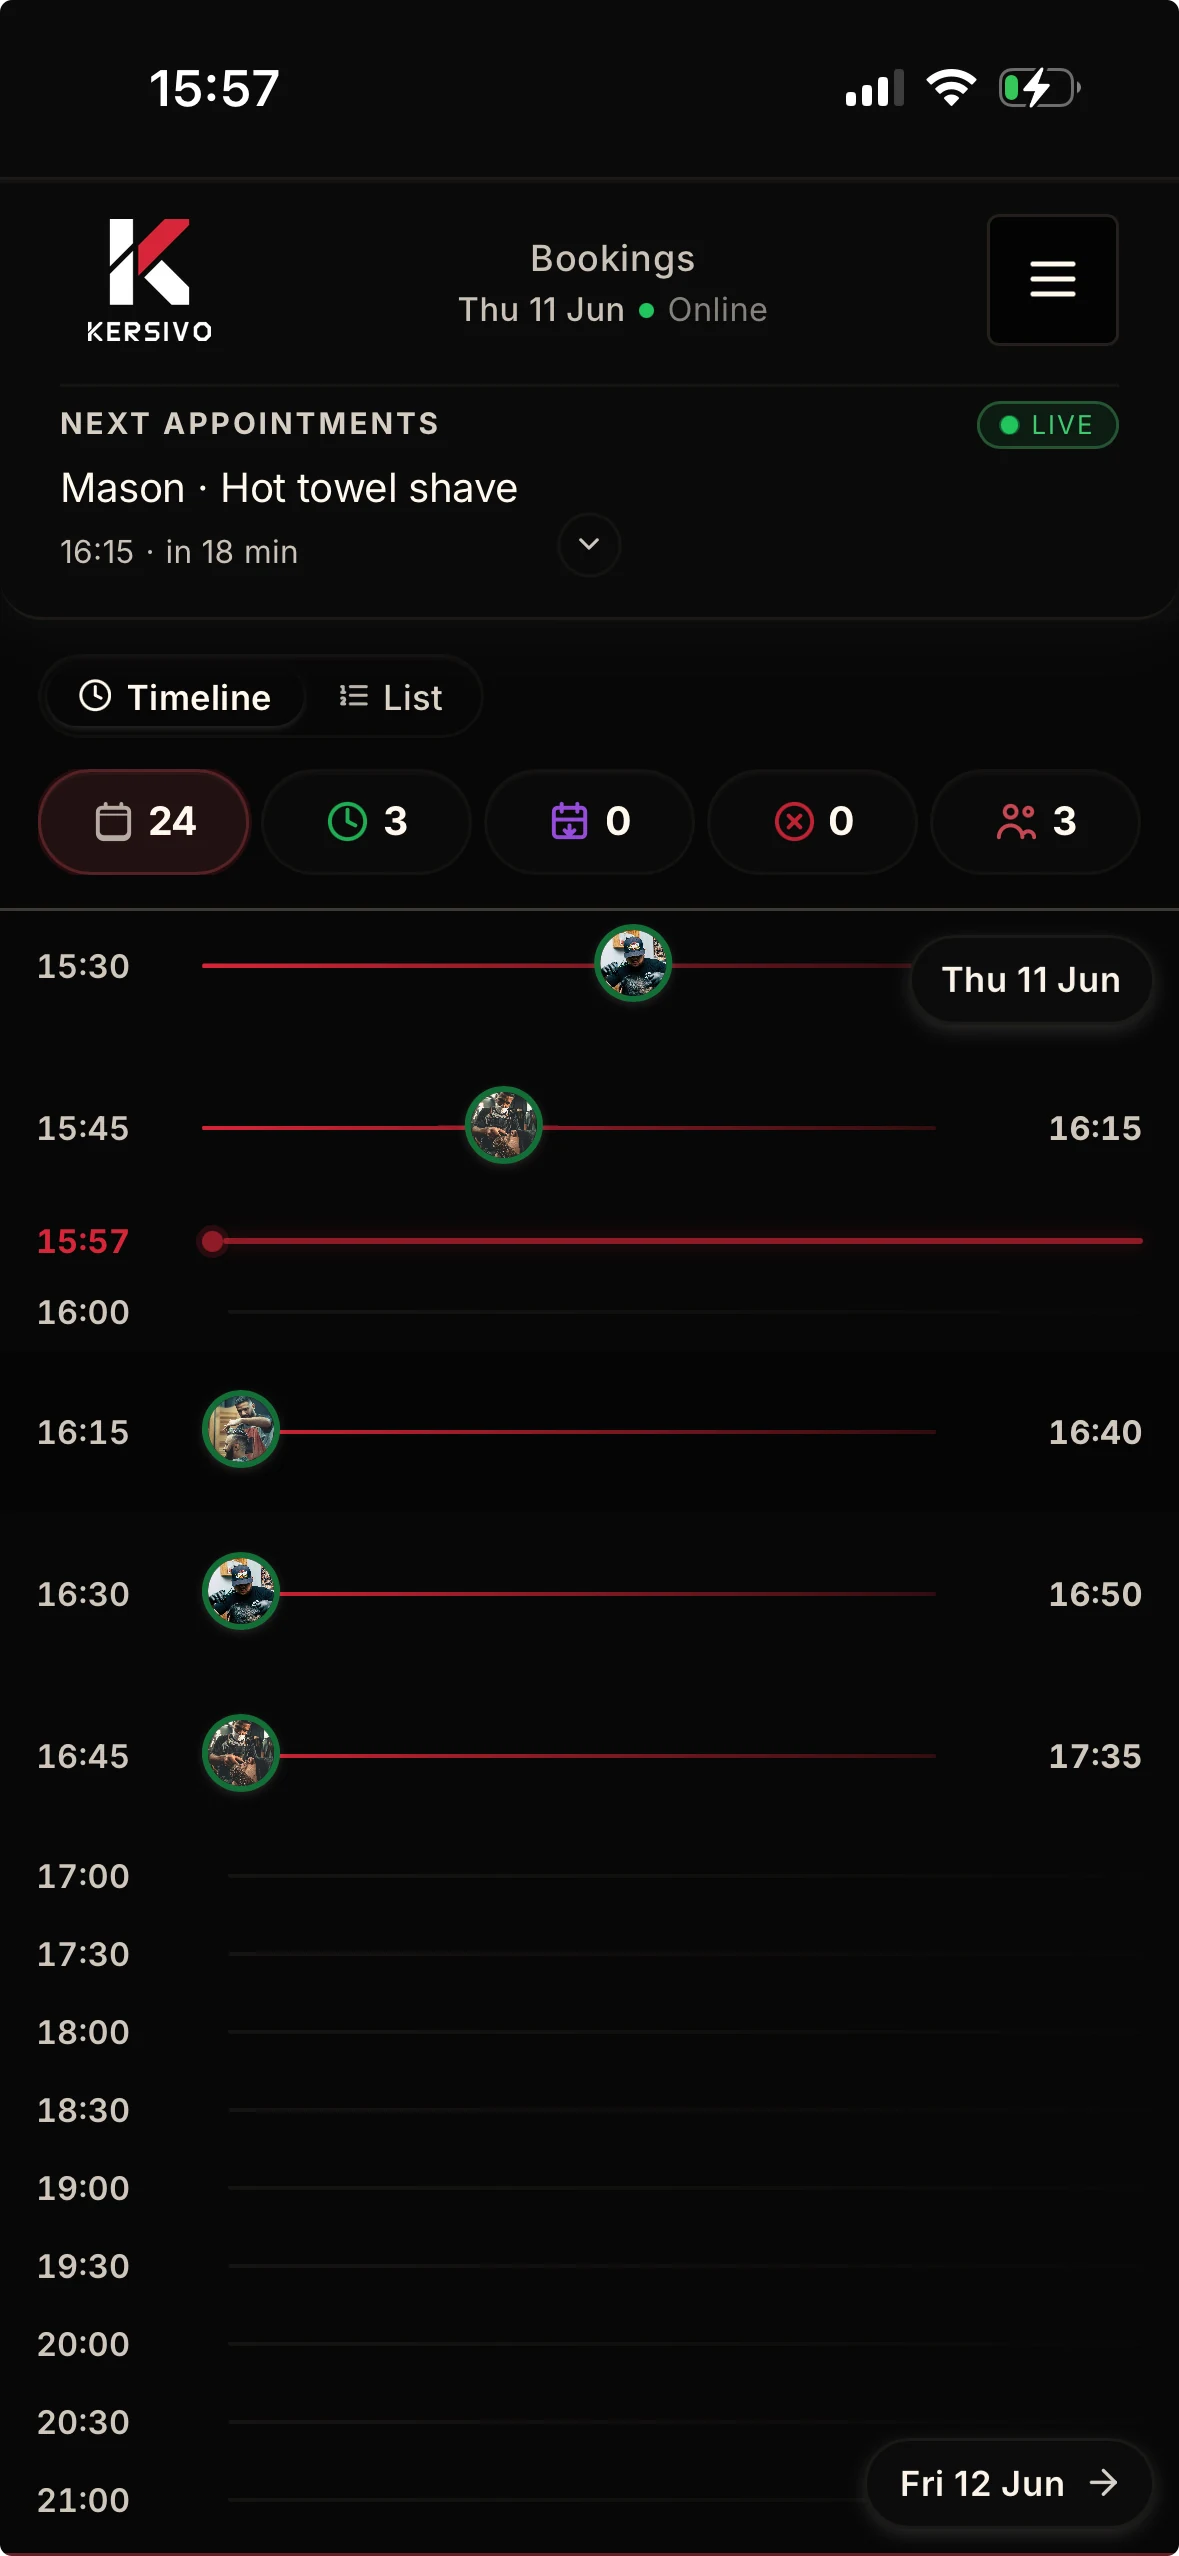 15:57
KERSIVO
Bookings
Thu 11 Jun Online
NEXT APPOINTMENTS
LIVE
Mason · Hot towel shave
16:15 · in 18 min
Timeline
List
24
3
0
0
3
15:30
Thu 11 Jun
15:45 16:15
15:57
16:00
16:15 16:40
16:30 16:50
16:45 17:35
17:00
17:30
18:00
18:30
19:00
19:30
20:00
20:30
21:00
Fri 12 Jun →